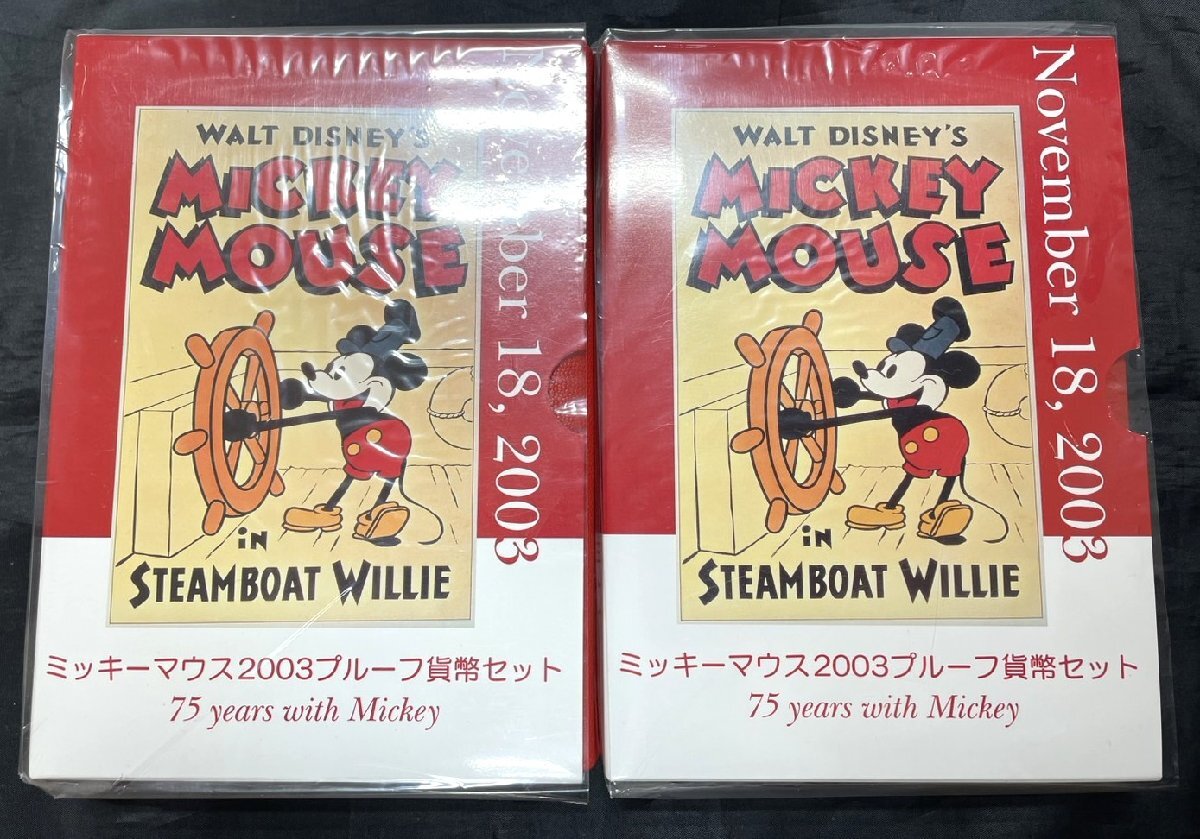 WALT DISNEY'S
MICKEY
MOUSE
IN
STEAMBOAT WILLIE
November 18, 2003
ミッキーマウス2003プルーフ貨幣セット
75 years with Mickey
WALT DISNEY'S
MICKEY
MOUSE
IN
STEAMBOAT WILLIE
November 18, 2003
ミッキーマウス2003プルーフ貨幣セット
75 years with Mickey